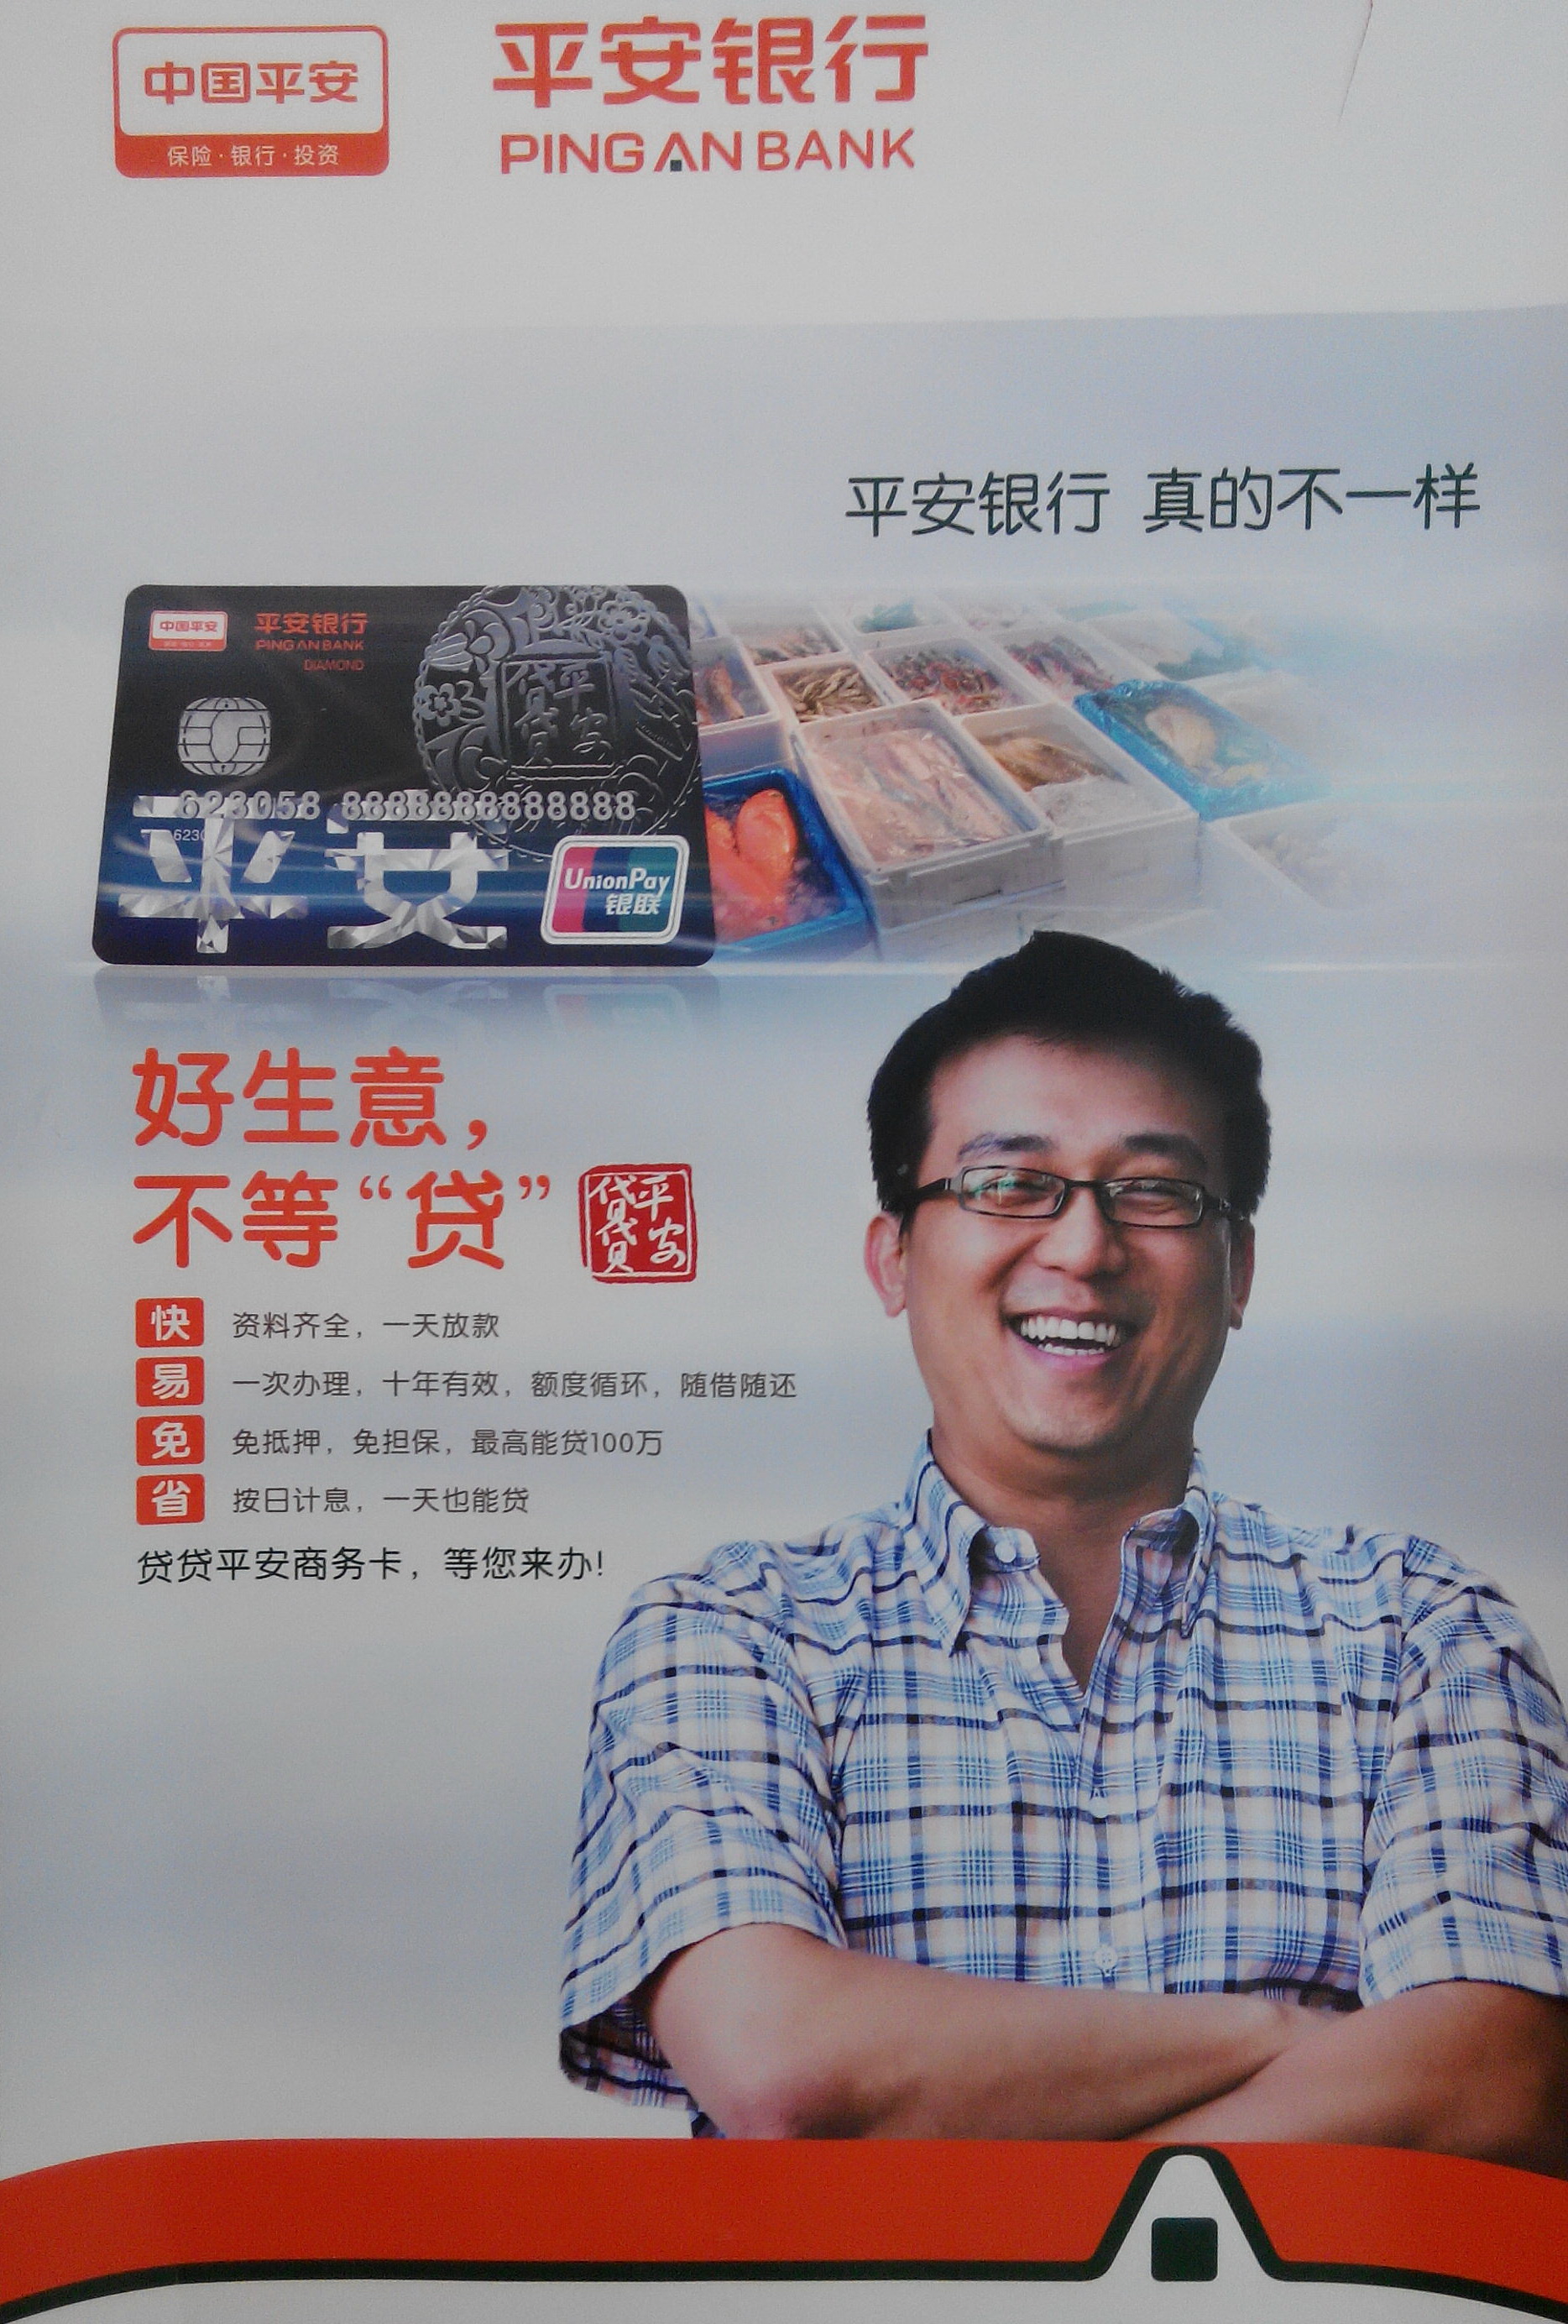 中国平安
保险·银行·投资
平安银行
PINGAN BANK
平安银行 真的不一样
中国平安
平安银行
PINGAN BANK
DIAMOND
平安
贷贷
623058 8888888888888
6230
平安
UnionPay
银联
好生意，
不等“贷”
平安
貸貸
快 资料齐全，一天放款
易 一次办理，十年有效，额度循环，随借随还
免 免抵押，免担保，最高能贷100万
省 按日计息，一天也能贷
贷贷平安商务卡，等您来办!